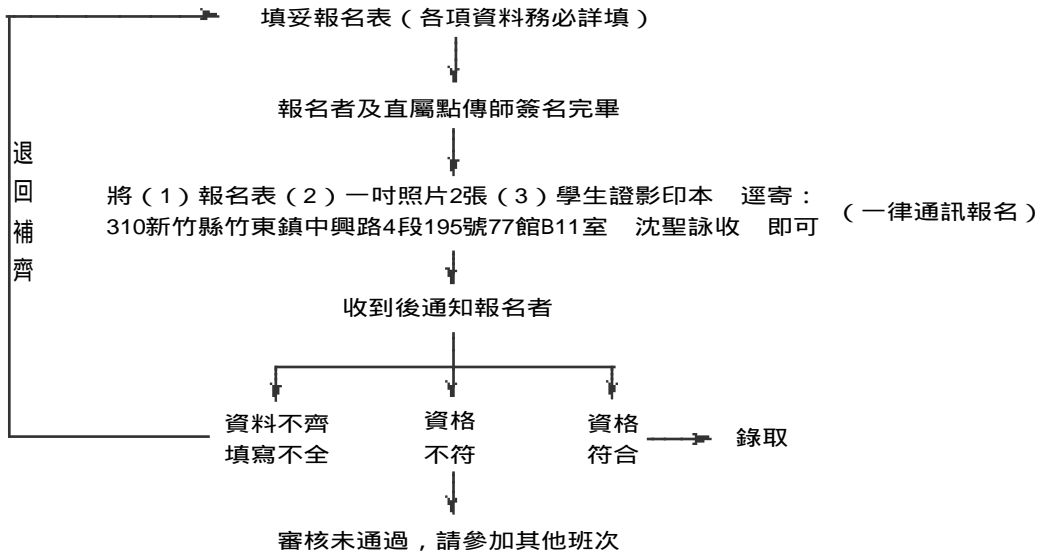 填妥報名表（各項資料務必詳填）
報名者及直屬點傳師簽名完畢
退回補齊
將（1）報名表（2）一吋照片2張（3）學生證影印本　逕寄：
310新竹縣竹東鎮中興路4段195號77館B11室　沈聖詠收　即可
（一律通訊報名）
收到後通知報名者
資料不齊
填寫不全
資格
不符
資格
符合
錄取
審核未通過，請參加其他班次